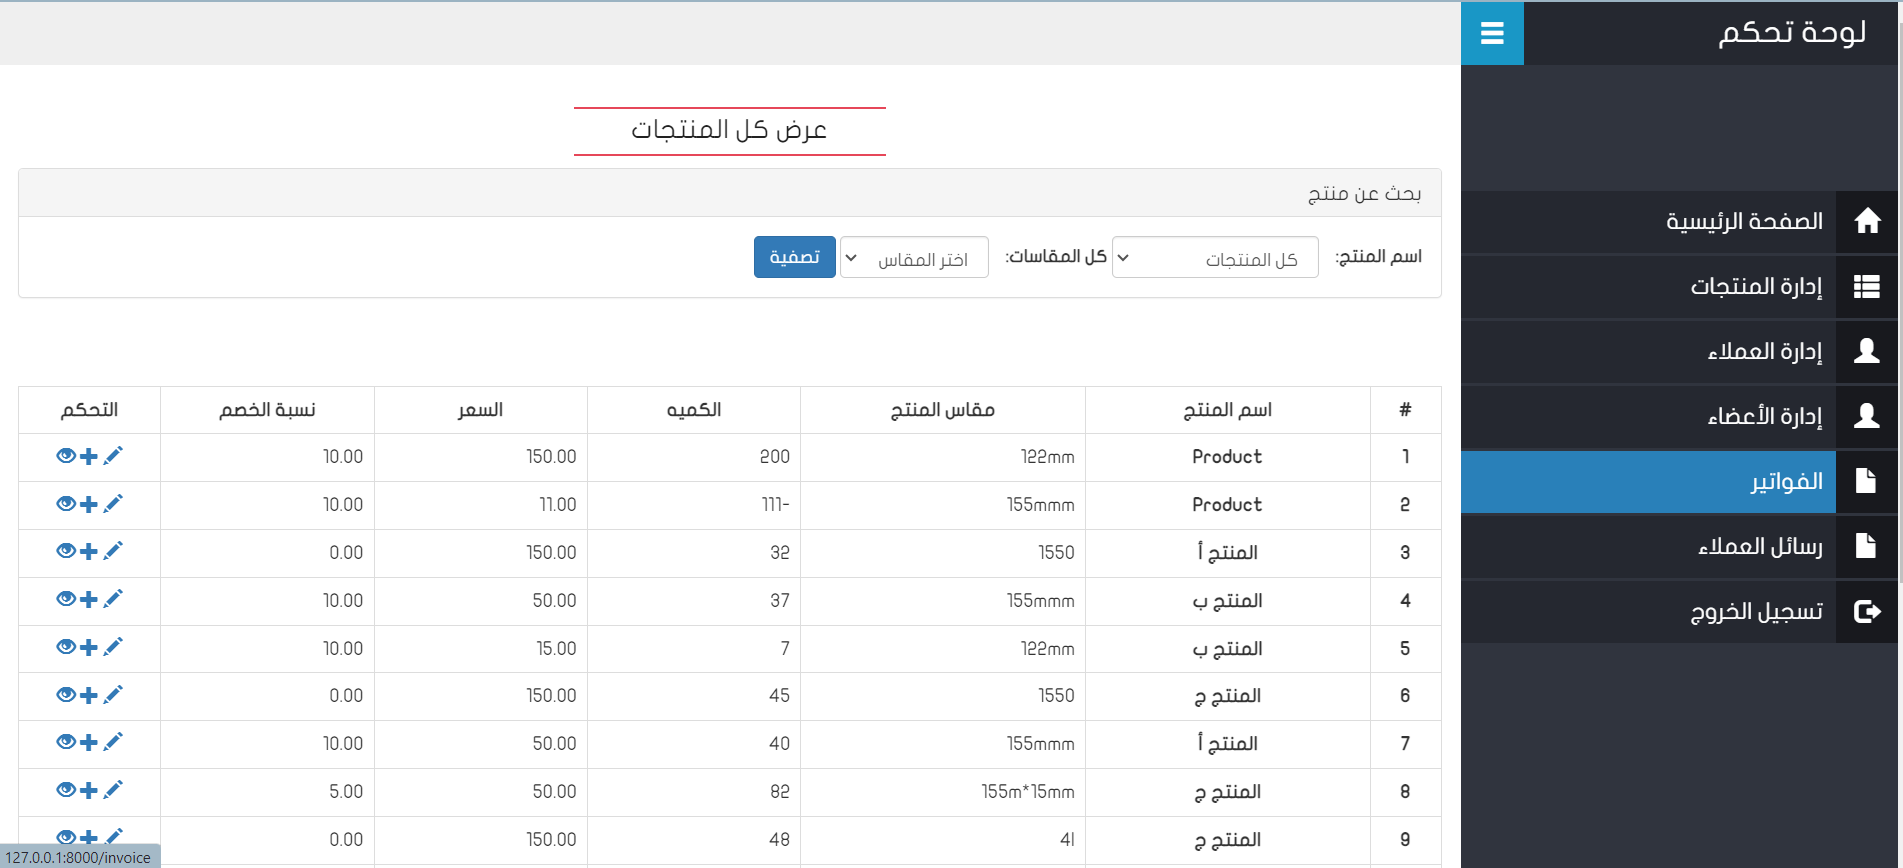 لوحة تحكم
الصفحة الرئيسية
إدارة المنتجات
إدارة العملاء
إدارة الأعضاء
الفواتير
رسائل العملاء
تسجيل الخروج
عرض كل المنتجات
بحث عن منتج
اسم المنتج: كل المنتجات كل المقاسات: اختر المقاس تصفية
# اسم المنتج مقاس المنتج الكميه السعر نسبة الخصم التحكم
1 Product 122mm 200 150.00 10.00
2 Product 155mmm 111- 11.00 10.00
3 المنتج أ 1550 32 150.00 0.00
4 المنتج ب 155mmm 37 50.00 10.00
5 المنتج ب 122mm 7 15.00 10.00
6 المنتج ج 1550 45 150.00 0.00
7 المنتج أ 155mmm 40 50.00 10.00
8 المنتج ج 155m*15mm 82 50.00 5.00
9 المنتج ج 48 150.00 0.00
127.0.0.1:8000/invoice